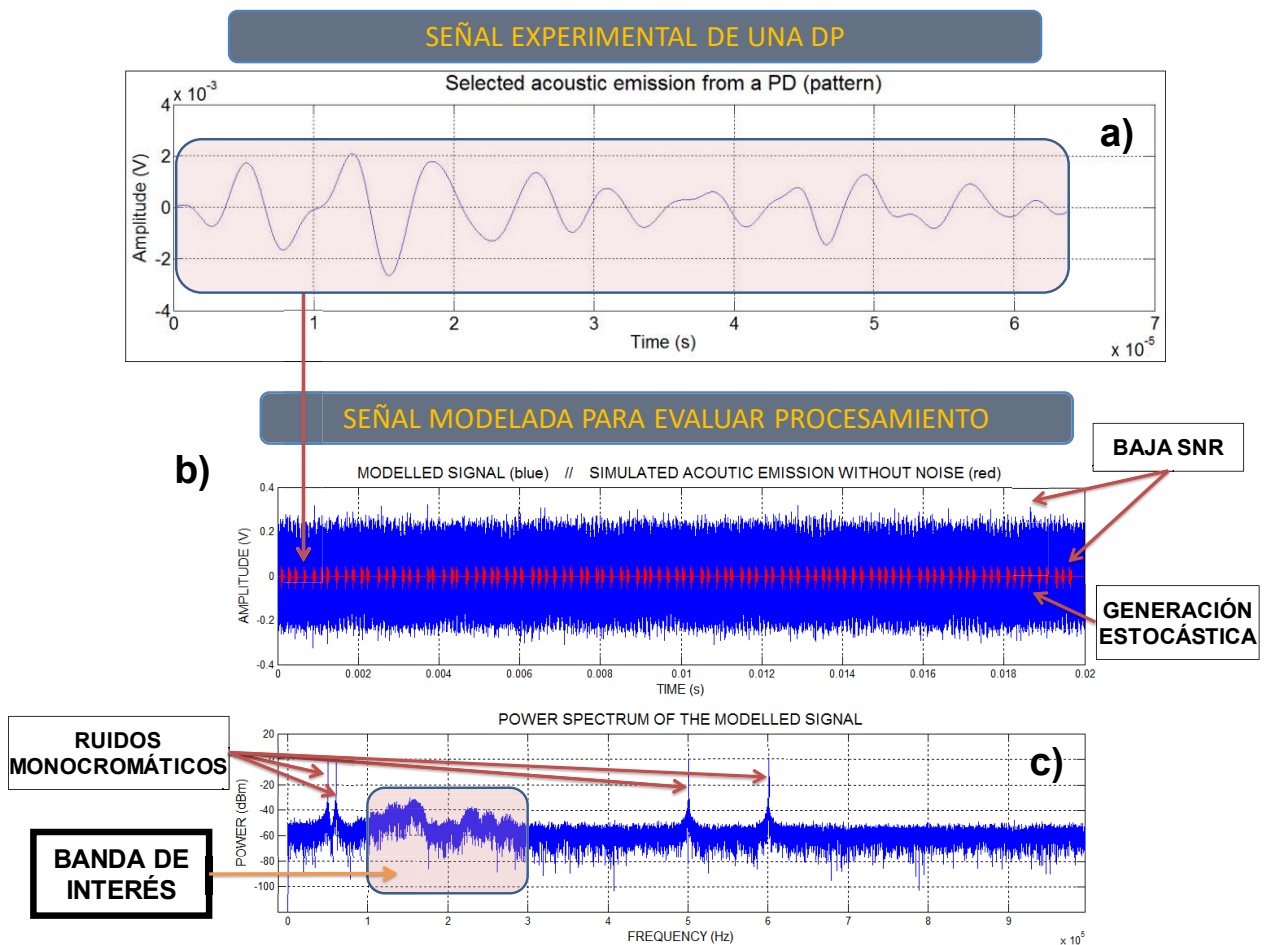 SEÑAL EXPERIMENTAL DE UNA DP
Selected acoustic emission from a PD (pattern)
x 10-3
a)
4
2
0
-2
-4
Amplitude (V)
0 1 2 3 4 5 6 7
Time (s)
x 10-5
SEÑAL MODELADA PARA EVALUAR PROCESAMIENTO
b)
BAJA SNR
MODELLED SIGNAL (blue) // SIMULATED ACOUTIC EMISSION WITHOUT NOISE (red)
0.4
0.2
0
-0.2
-0.4
AMPLITUDE (V)
GENERACIÓN
ESTOCÁSTICA
0 0.002 0.004 0.006 0.008 0.01 0.012 0.014 0.016 0.018 0.02
TIME (s)
POWER SPECTRUM OF THE MODELLED SIGNAL
RUIDOS
MONOCROMÁTICOS
c)
20
0
-20
-40
-60
-80
-100
POWER (dBm)
BANDA DE
INTERÉS
0 1 2 3 4 5 6 7 8 9
FREQUENCY (Hz)
x 105